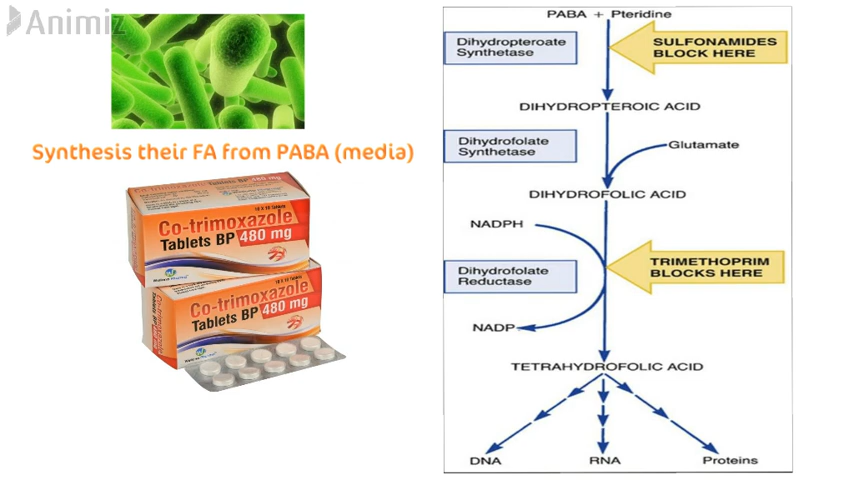 Animiz
Synthesis their FA from PABA (media)
Co-trimoxazole
Tablets BP 480 mg
Co-trimoxazole
Tablets BP 480 mg
PABA + Pteridine
Dihydropteroate
Synthetase
SULFONAMIDES
BLOCK HERE
DIHYDROPTEROIC ACID
Dihydrofolate
Synthetase
Glutamate
DIHYDROFOLIC ACID
NADPH
TRIMETHOPRIM
BLOCKS HERE
Dihydrofolate
Reductase
NADP
TETRAHYDROFOLIC ACID
DNA
RNA
Proteins